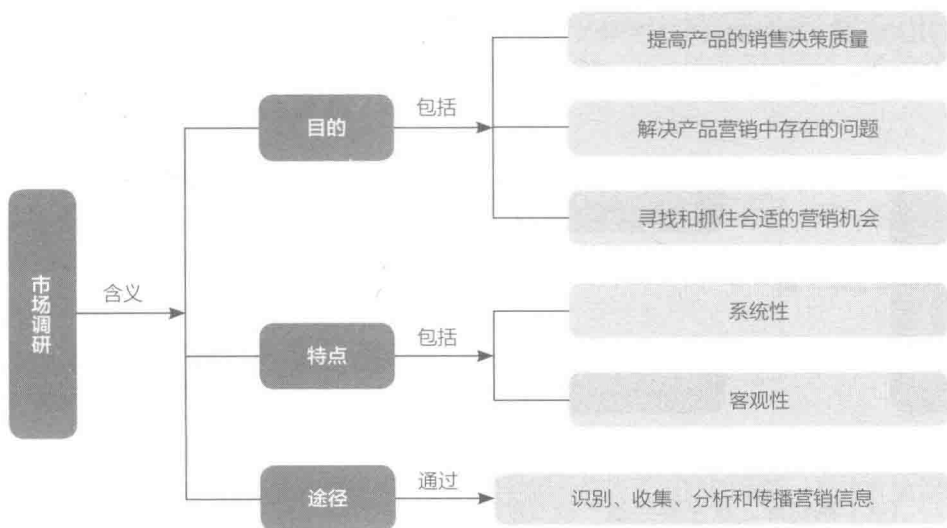 市场调研
含义
目的
包括
提高产品的销售决策质量
解决产品营销中存在的问题
寻找和抓住合适的营销机会
特点
包括
系统性
客观性
途径
通过
识别、收集、分析和传播营销信息